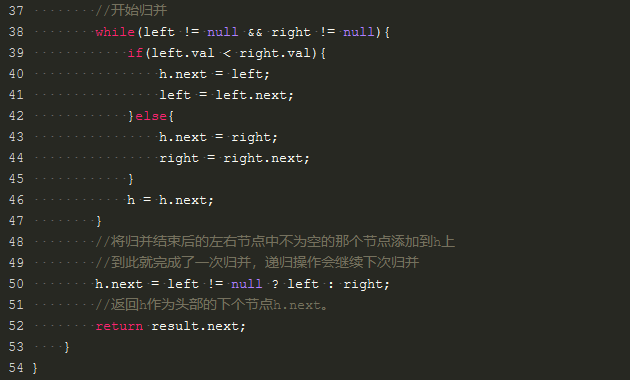 37 //开始归并
38 while(left != null && right != null){
39 if(left.val < right.val){
40 h.next = left;
41 left = left.next;
42 }else{
43 h.next = right;
44 right = right.next;
45 }
46 h = h.next;
47 }
48 //将归并结束后的左右节点中不为空的那个节点添加到h上
49 //到此就完成了一次归并，递归操作会继续下次归并
50 h.next = left != null ? left : right;
51 //返回h作为头部的下个节点h.next。
52 return result.next;
53 }
54 }